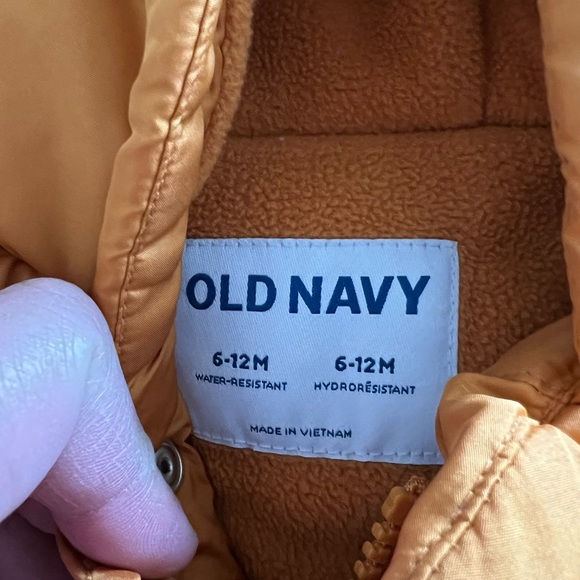 OLD NAVY
6-12M 6-12M
WATER-RESISTANT HYDRORÉSISTANT
MADE IN VIETNAM